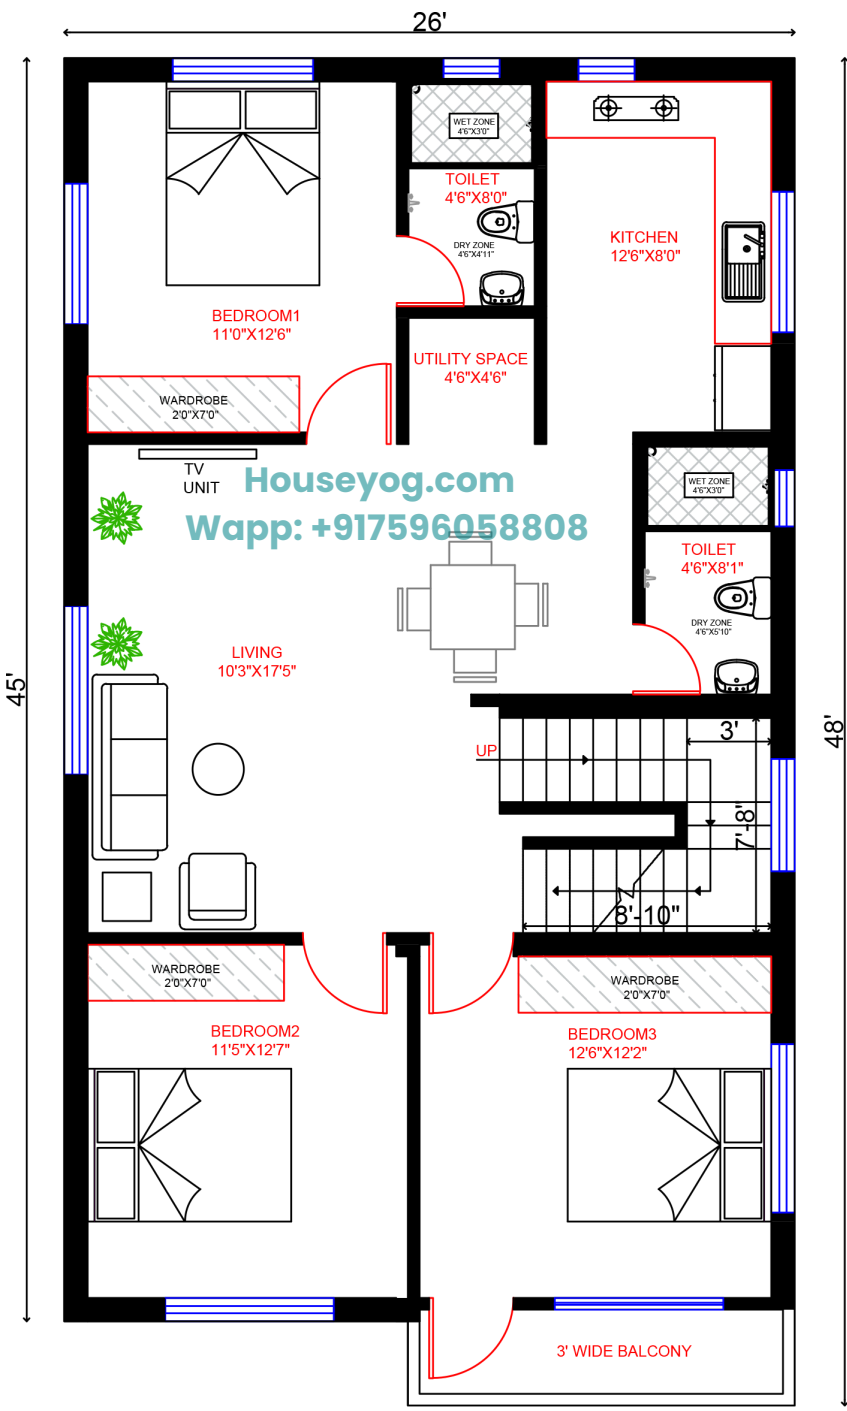 26'
WET ZONE
4'6"X3'0"
TOILET
4'6"X8'0"
DRY ZONE
4'6"X4'11"
KITCHEN
12'6"X8'0"
BEDROOM1
11'0"X12'6"
UTILITY SPACE
4'6"X4'6"
WARDROBE
2'0"X7'0"
TV
UNIT
Houseyog.com
Wapp: +917596058808
WET ZONE
4'6"X3'0"
TOILET
4'6"X8'1"
DRY ZONE
4'6"X5'10"
LIVING
10'3"X17'5"
45'
48'
UP
3'
7'-8"
8'-10"
WARDROBE
2'0"X7'0"
WARDROBE
2'0"X7'0"
BEDROOM2
11'5"X12'7"
BEDROOM3
12'6"X12'2"
3' WIDE BALCONY